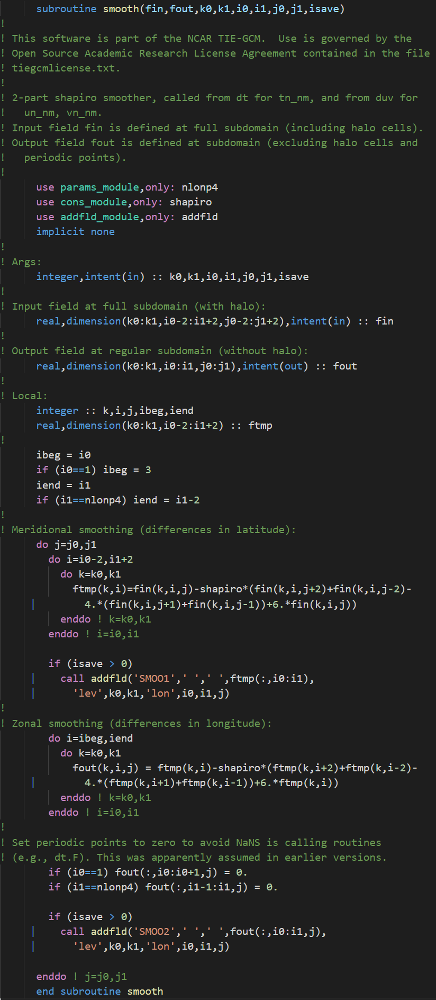 subroutine smooth(fin,fout,k0,k1,i0,i1,j0,j1,isave)
!
! This software is part of the NCAR TIE-GCM.  Use is governed by the
! Open Source Academic Research License Agreement contained in the file
! tiegcmlicense.txt.
!
! 2-part shapiro smoother, called from dt for tn_nm, and from duv for
!   un_nm, vn_nm.
! Input field fin is defined at full subdomain (including halo cells).
! Output field fout is defined at subdomain (excluding halo cells and
!   periodic points).
!
      use params_module,only: nlonp4
      use cons_module,only: shapiro
      use addfld_module,only: addfld
      implicit none
!
! Args:
      integer,intent(in) :: k0,k1,i0,i1,j0,j1,isave
!
! Input field at full subdomain (with halo):
      real,dimension(k0:k1,i0-2:i1+2,j0-2:j1+2),intent(in) :: fin
!
! Output field at regular subdomain (without halo):
      real,dimension(k0:k1,i0:i1,j0:j1),intent(out) :: fout
!
! Local:
      integer :: k,i,j,ibeg,iend
      real,dimension(k0:k1,i0-2:i1+2) :: ftmp
!
      ibeg = i0
      if (i0==1) ibeg = 3
      iend = i1
      if (i1==nlonp4) iend = i1-2
!
! Meridional smoothing (differences in latitude):
      do j=j0,j1
        do i=i0-2,i1+2
          do k=k0,k1
            ftmp(k,i)=fin(k,i,j)-shapiro*(fin(k,i,j+2)+fin(k,i,j-2)-
     |        4.*(fin(k,i,j+1)+fin(k,i,j-1))+6.*fin(k,i,j))
          enddo ! k=k0,k1
        enddo ! i=i0,i1

        if (isave > 0)
     |    call addfld('SMOO1',' ',' ',ftmp(:,i0:i1),
     |      'lev',k0,k1,'lon',i0,i1,j)
!
! Zonal smoothing (differences in longitude):
        do i=ibeg,iend
          do k=k0,k1
            fout(k,i,j) = ftmp(k,i)-shapiro*(ftmp(k,i+2)+ftmp(k,i-2)-
     |        4.*(ftmp(k,i+1)+ftmp(k,i-1))+6.*ftmp(k,i))
          enddo ! k=k0,k1
        enddo ! i=i0,i1
!
! Set periodic points to zero to avoid NaNS is calling routines
! (e.g., dt.F). This was apparently assumed in earlier versions.
        if (i0==1) fout(:,i0:i0+1,j) = 0.
        if (i1==nlonp4) fout(:,i1-1:i1,j) = 0.

        if (isave > 0)
     |    call addfld('SMOO2',' ',' ',fout(:,i0:i1,j),
     |      'lev',k0,k1,'lon',i0,i1,j)

      enddo ! j=j0,j1
      end subroutine smooth